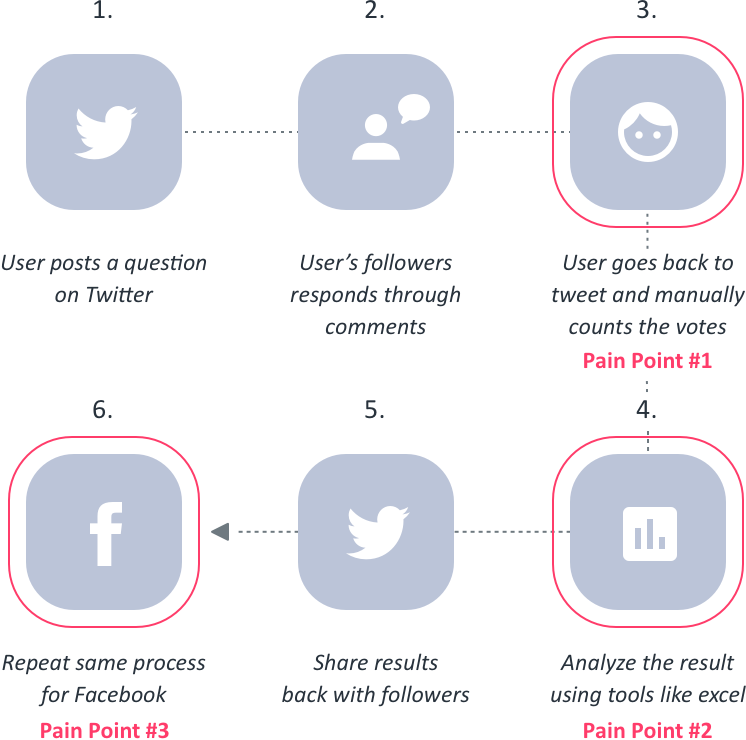 1.
2.
3.
User posts a question
on Twitter
User’s followers
responds through
comments
User goes back to
tweet and manually
counts the votes
Pain Point #1
6.
5.
4.
Repeat same process
for Facebook
Pain Point #3
Share results
back with followers
Analyze the result
using tools like excel
Pain Point #2